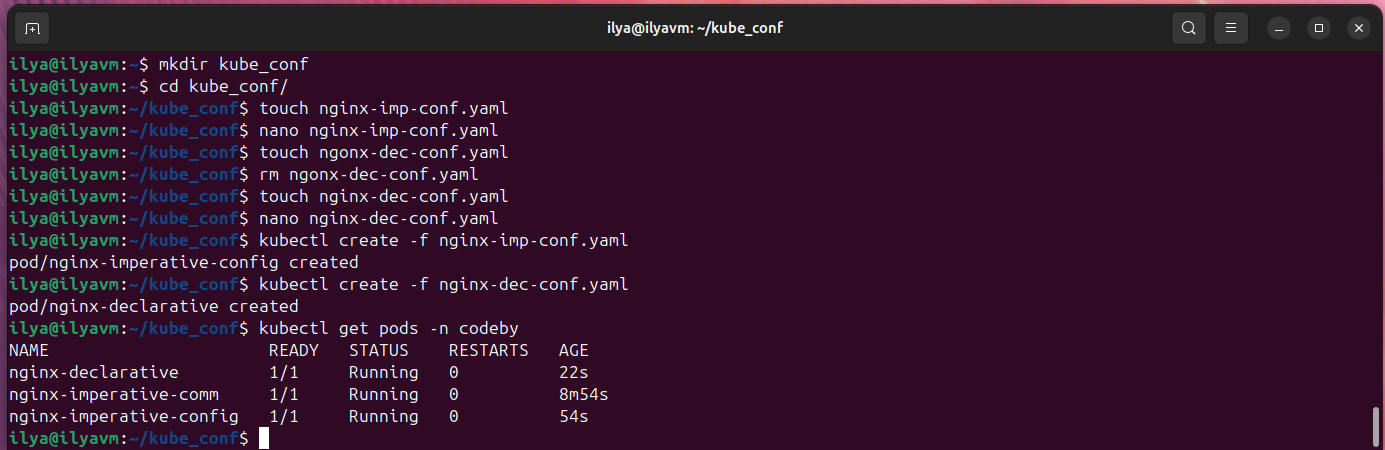 ilya@ilyavm: ~/kube_conf
ilya@ilyavm:~$ mkdir kube_conf
ilya@ilyavm:~$ cd kube_conf/
ilya@ilyavm:~/kube_conf$ touch nginx-imp-conf.yaml
ilya@ilyavm:~/kube_conf$ nano nginx-imp-conf.yaml
ilya@ilyavm:~/kube_conf$ touch ngonx-dec-conf.yaml
ilya@ilyavm:~/kube_conf$ rm ngonx-dec-conf.yaml
ilya@ilyavm:~/kube_conf$ touch nginx-dec-conf.yaml
ilya@ilyavm:~/kube_conf$ nano nginx-dec-conf.yaml
ilya@ilyavm:~/kube_conf$ kubectl create -f nginx-imp-conf.yaml
pod/nginx-imperative-config created
ilya@ilyavm:~/kube_conf$ kubectl create -f nginx-dec-conf.yaml
pod/nginx-declarative created
ilya@ilyavm:~/kube_conf$ kubectl get pods -n codeby
NAME READY STATUS RESTARTS AGE
nginx-declarative 1/1 Running 0 22s
nginx-imperative-comm 1/1 Running 0 8m54s
nginx-imperative-config 1/1 Running 0 54s
ilya@ilyavm:~/kube_conf$